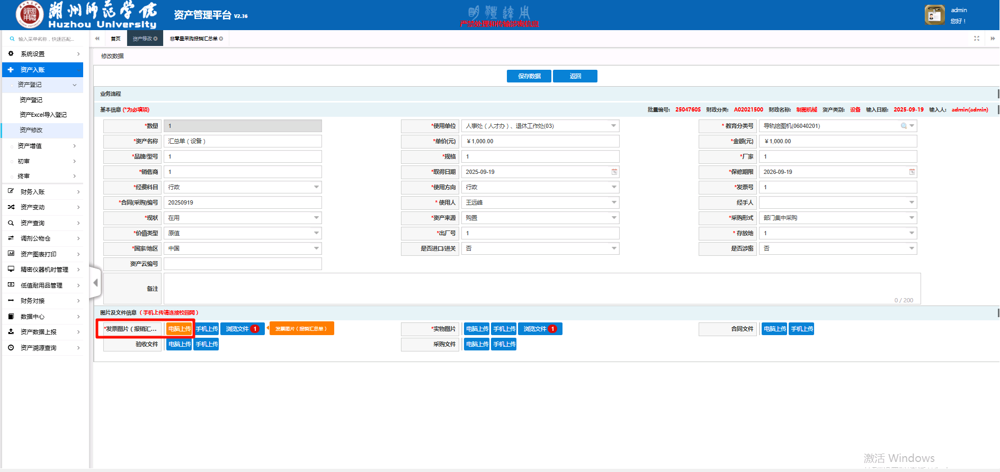 湖州师范学院
Huzhou University
资产管理平台 V2.36
明體達用
严禁处理和传输涉密信息
admin
您好！
输入菜单名称，快速匹配...
首页
资产修改
非零星采购报销汇总单
系统设置
资产入账
资产登记
资产登记
资产Excel导入登记
资产修改
资产增值
初审
终审
财务入账
资产变动
资产查询
调剂公物仓
资产图表打印
精密仪器机时管理
低值耐用品管理
财务对接
数据中心
资产数据上报
资产溯源查询
修改数据
保存数据 返回
业务流程
基本信息 (*为必填项) 批量编号: 2504760S 财政分类: A02021500 财政名称: 制图机械 资产类别: 设备 输入日期: 2025-09-19 输入人: admin(admin)
*数量 1 *使用单位 人事处（人才办）、退休工作处(03) * 教育分类号 导轨绘图机(06040201)
*资产名称 汇总单（设备） *单价(元) ￥1,000.00 *金额(元) ￥1,000.00
*品牌/型号 1 *规格 1 *厂家 1
*销售商 1 *取得日期 2025-09-19 *保修期限 2026-09-19
*经费科目 行政 *使用方向 行政 *发票号 1
*合同(采购)编号 20250919 * 使用人 王远峰 经手人
*现状 在用 *资产来源 购置 *采购形式 部门集中采购
*价值类型 原值 *出厂号 1 * 存放地 1
*国家/地区 中国 是否进口/进关 否 是否涉密 否
资产云编号
备注
0 / 200
图片及文件信息（手机上传请连接校园网）
*发票图片（报销汇... 电脑上传 手机上传 浏览文件 1 发票图片（报销汇总单） *实物图片 电脑上传 手机上传 浏览文件 1 合同文件 电脑上传 手机上传
验收文件 电脑上传 手机上传 采购文件 电脑上传 手机上传
激活 Windows